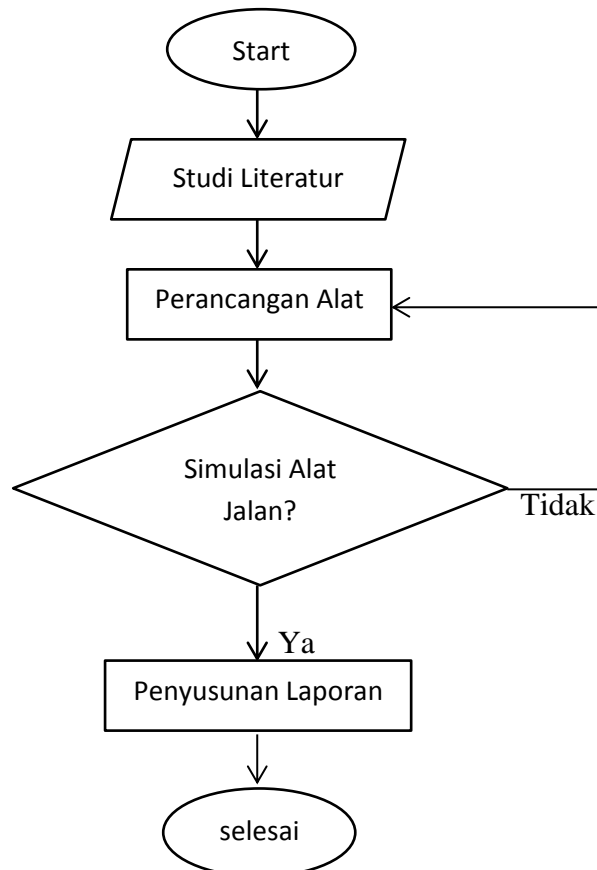 Start
Studi Literatur
Perancangan Alat
Simulasi Alat
Jalan?
Tidak
Ya
Penyusunan Laporan
selesai